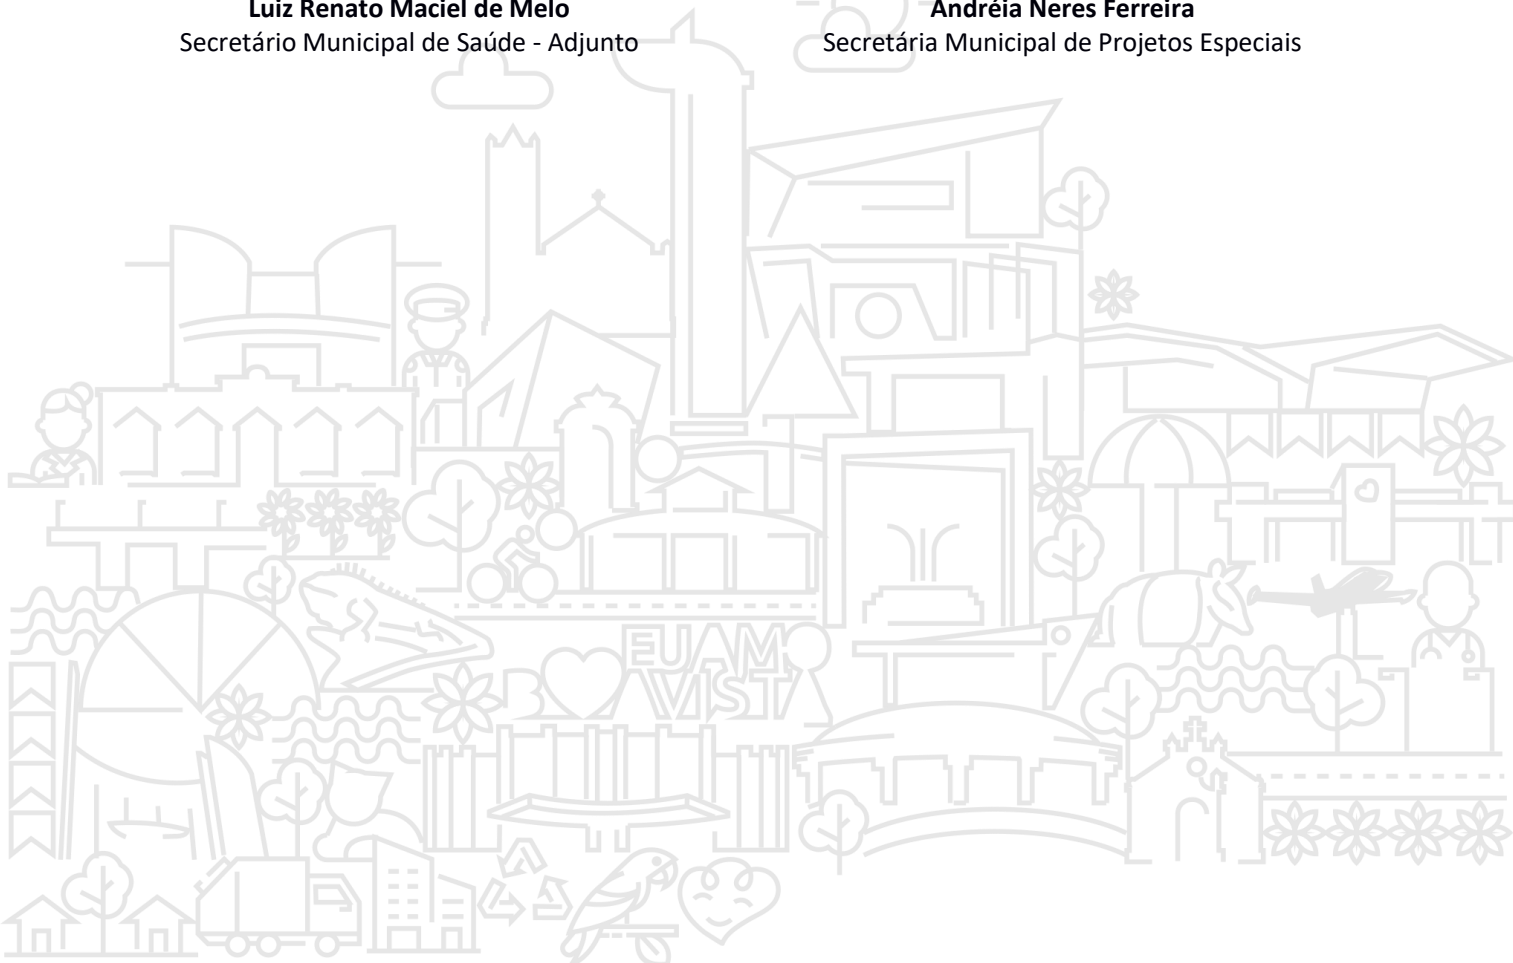 Luiz Renato Maciel de Melo
Secretário Municipal de Saúde - Adjunto
Andréia Neres Ferreira
Secretária Municipal de Projetos Especiais
EU AMO
BOA VISTA